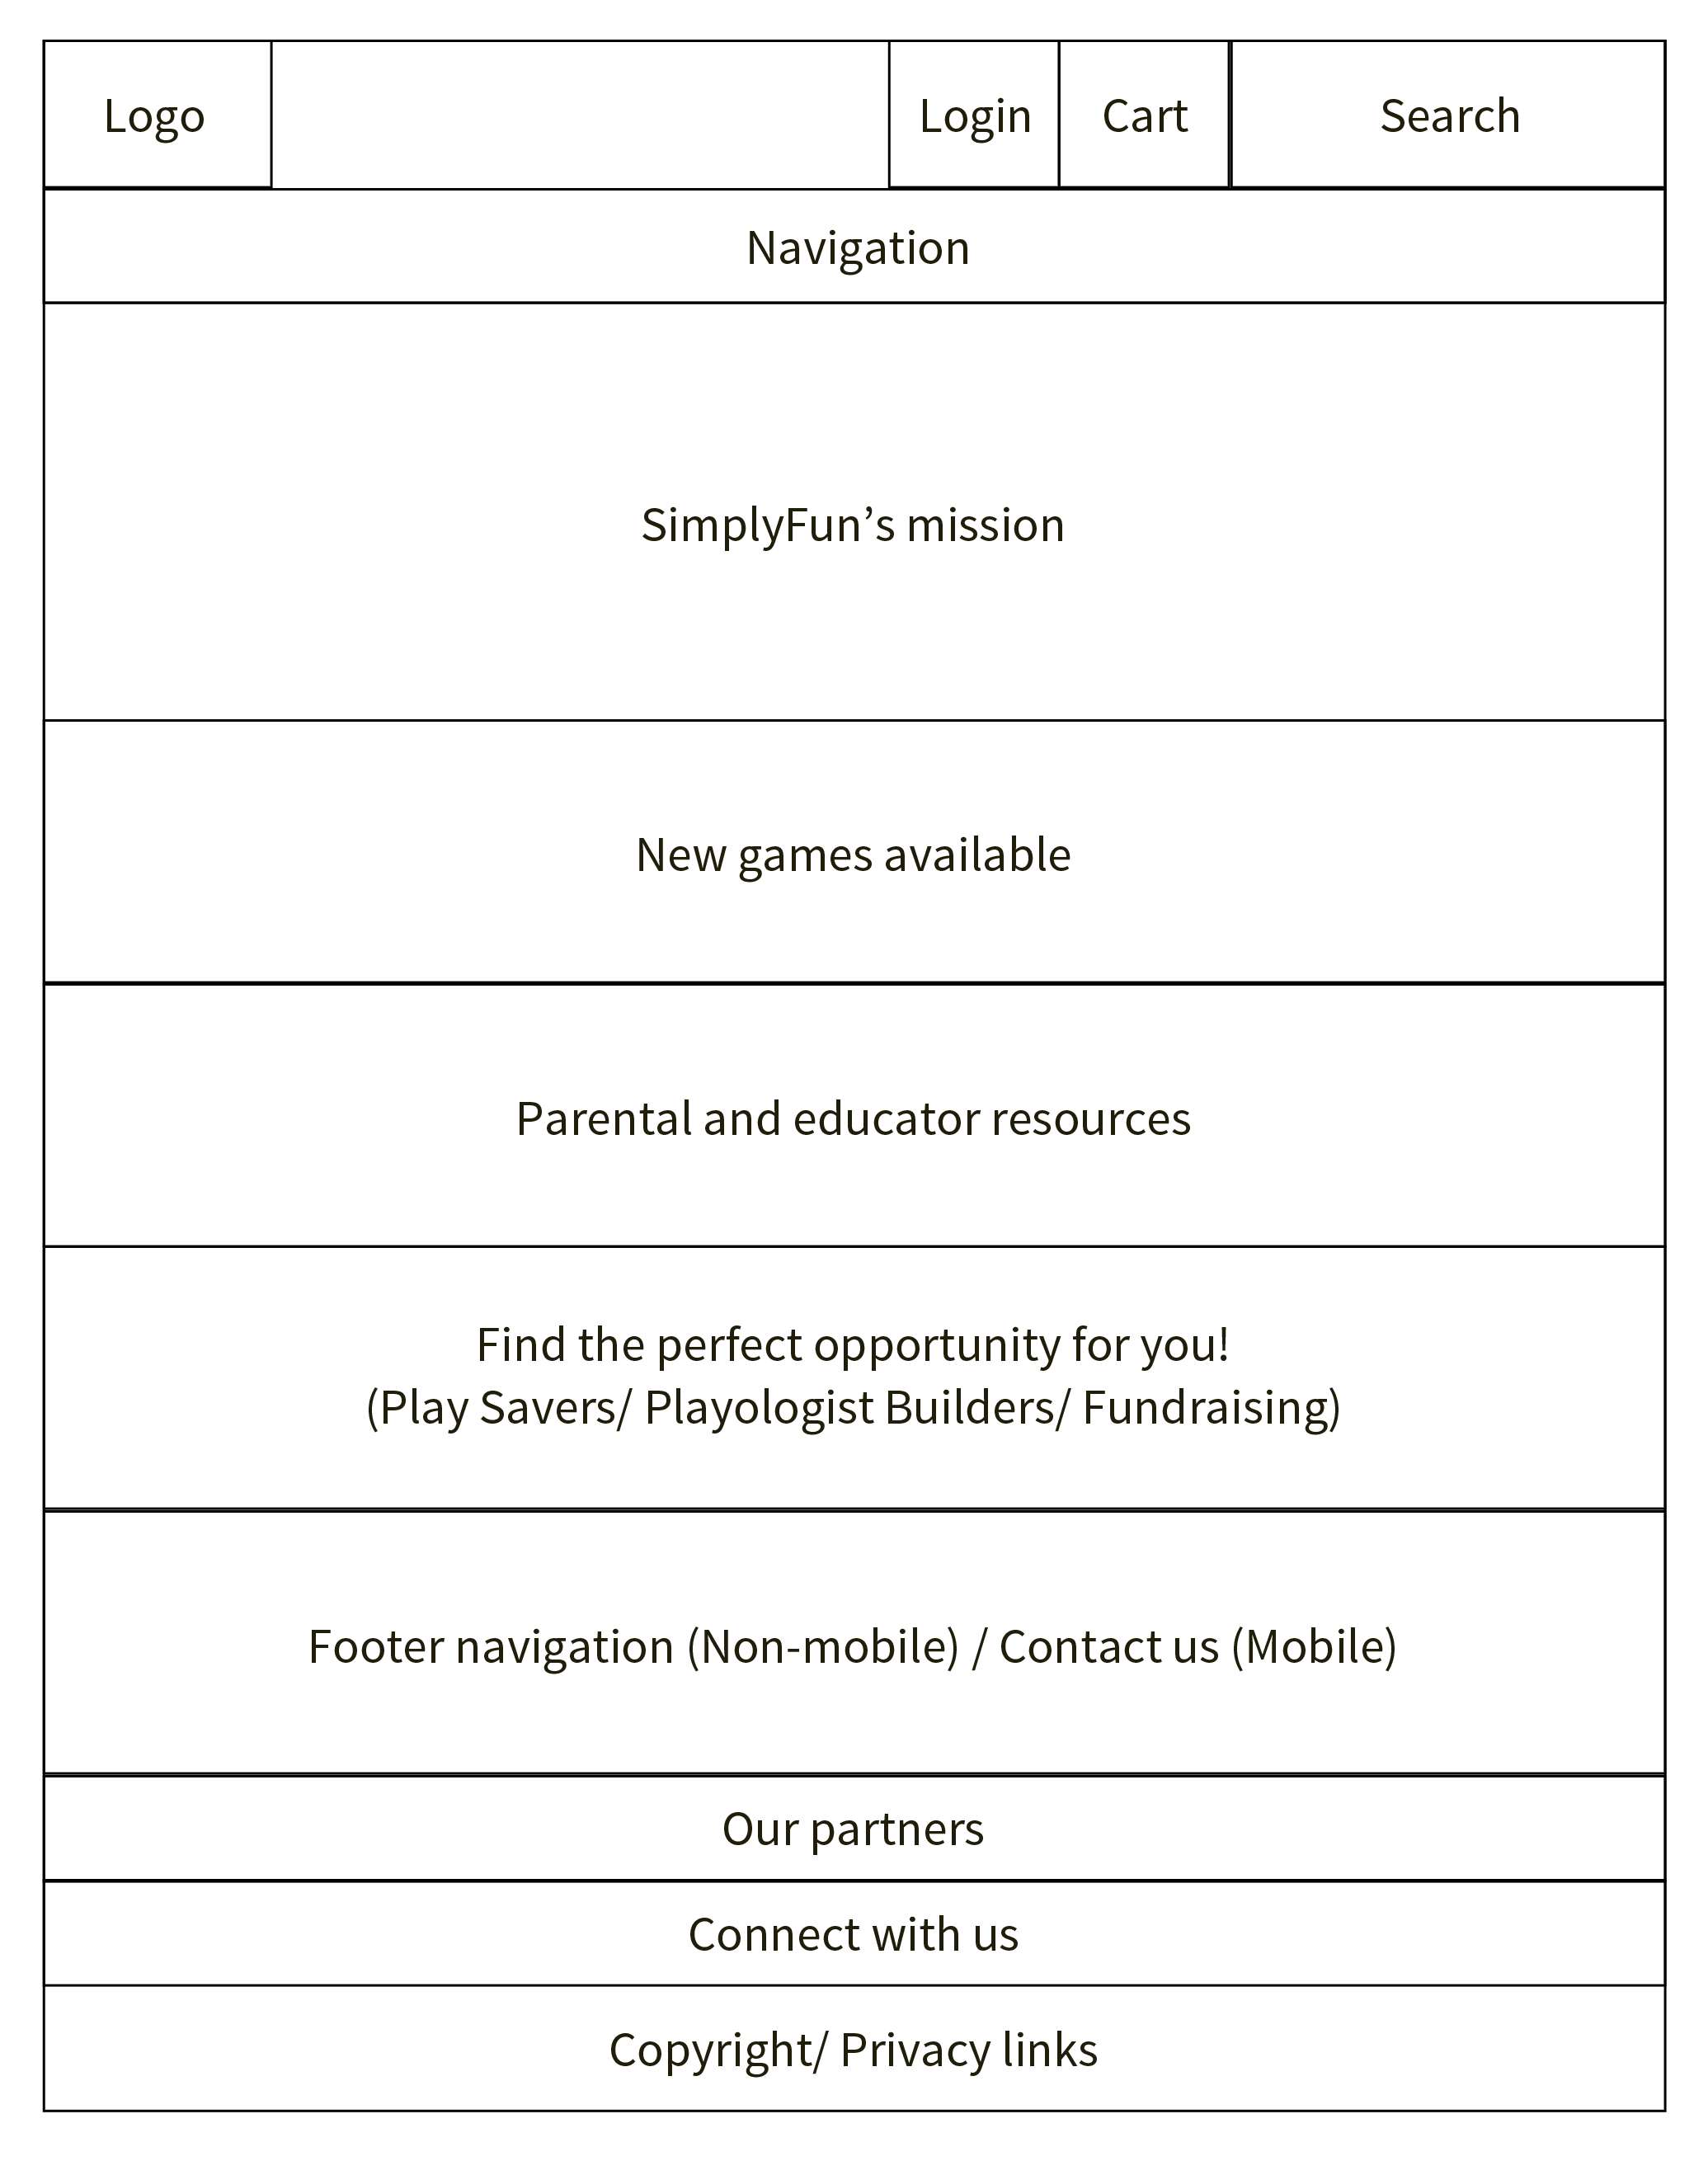 Logo
Login
Cart
Search
Navigation
SimplyFun’s mission
New games available
Parental and educator resources
Find the perfect opportunity for you!
(Play Savers/ Playologist Builders/ Fundraising)
Footer navigation (Non-mobile) / Contact us (Mobile)
Our partners
Connect with us
Copyright/ Privacy links